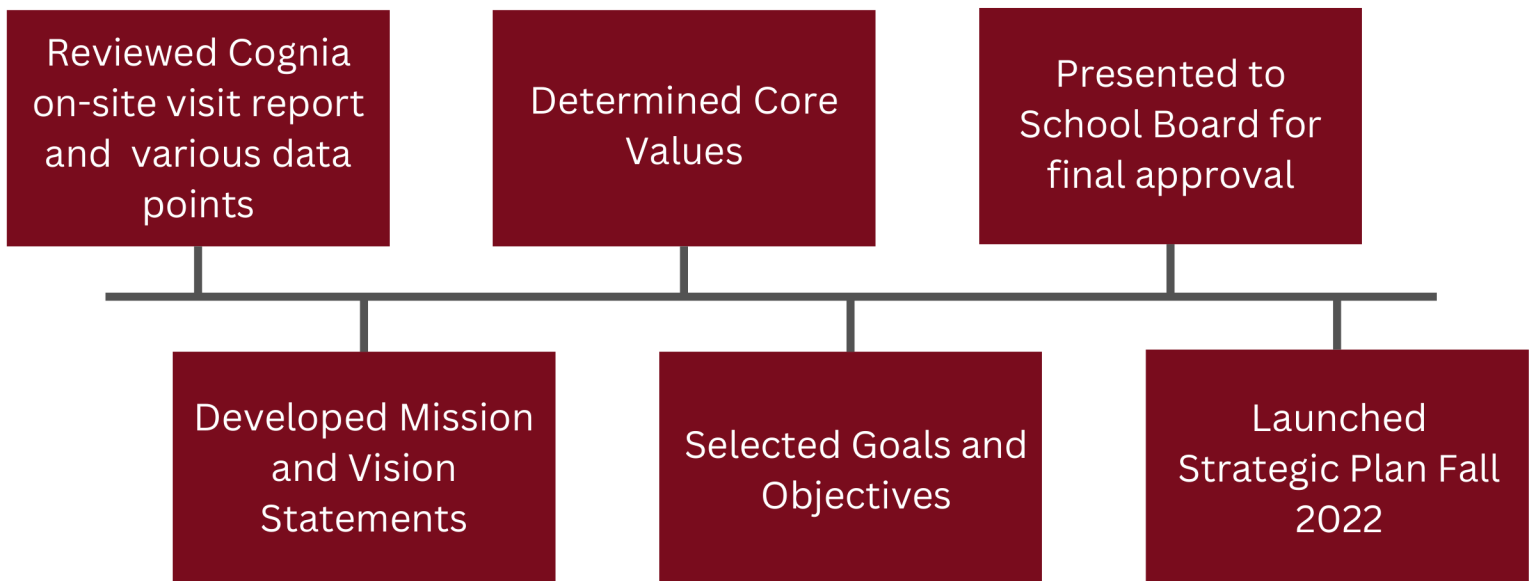 Reviewed Cognia
on-site visit report
and various data
points
Developed Mission
and Vision
Statements
Determined Core
Values
Selected Goals and
Objectives
Presented to
School Board for
final approval
Launched
Strategic Plan Fall
2022